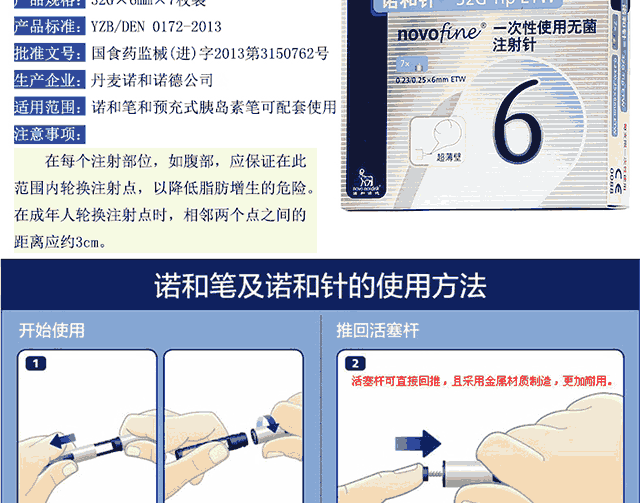 产品规格: 32G×6mm×7枚装
产品标准: YZB/DEN 0172-2013
批准文号: 国食药监械(进)字2013第3150762号
生产企业: 丹麦诺和诺德公司
适用范围: 诺和笔和预充式胰岛素笔可配套使用
注意事项:
在每个注射部位，如腹部，应保证在此
范围内轮换注射点，以降低脂肪增生的危险。
在成年人轮换注射点时，相邻两个点之间的
距离应约3cm。
诺和针® 32G Tip ETW
novofine® 一次性使用无菌
注射针
7×
0.23/0.25×6mm ETW
6
超薄壁
novo nordisk
诺和诺德
诺和笔及诺和针的使用方法
开始使用
推回活塞杆
1
2
活塞杆可直接回推，且采用金属材质制造，更加耐用。